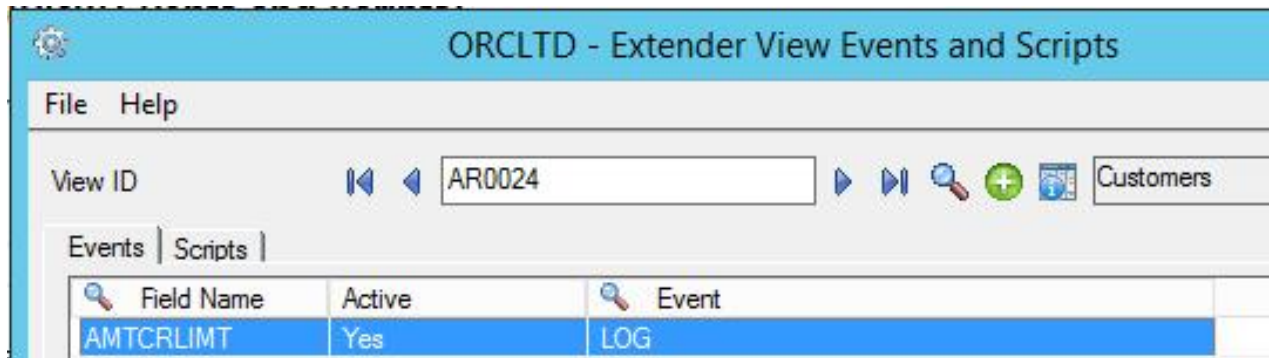 ORCLTD - Extender View Events and Scripts
File Help
View ID AR0024 Customers
Events Scripts
Field Name Active Event
AMTCRLIMT Yes LOG